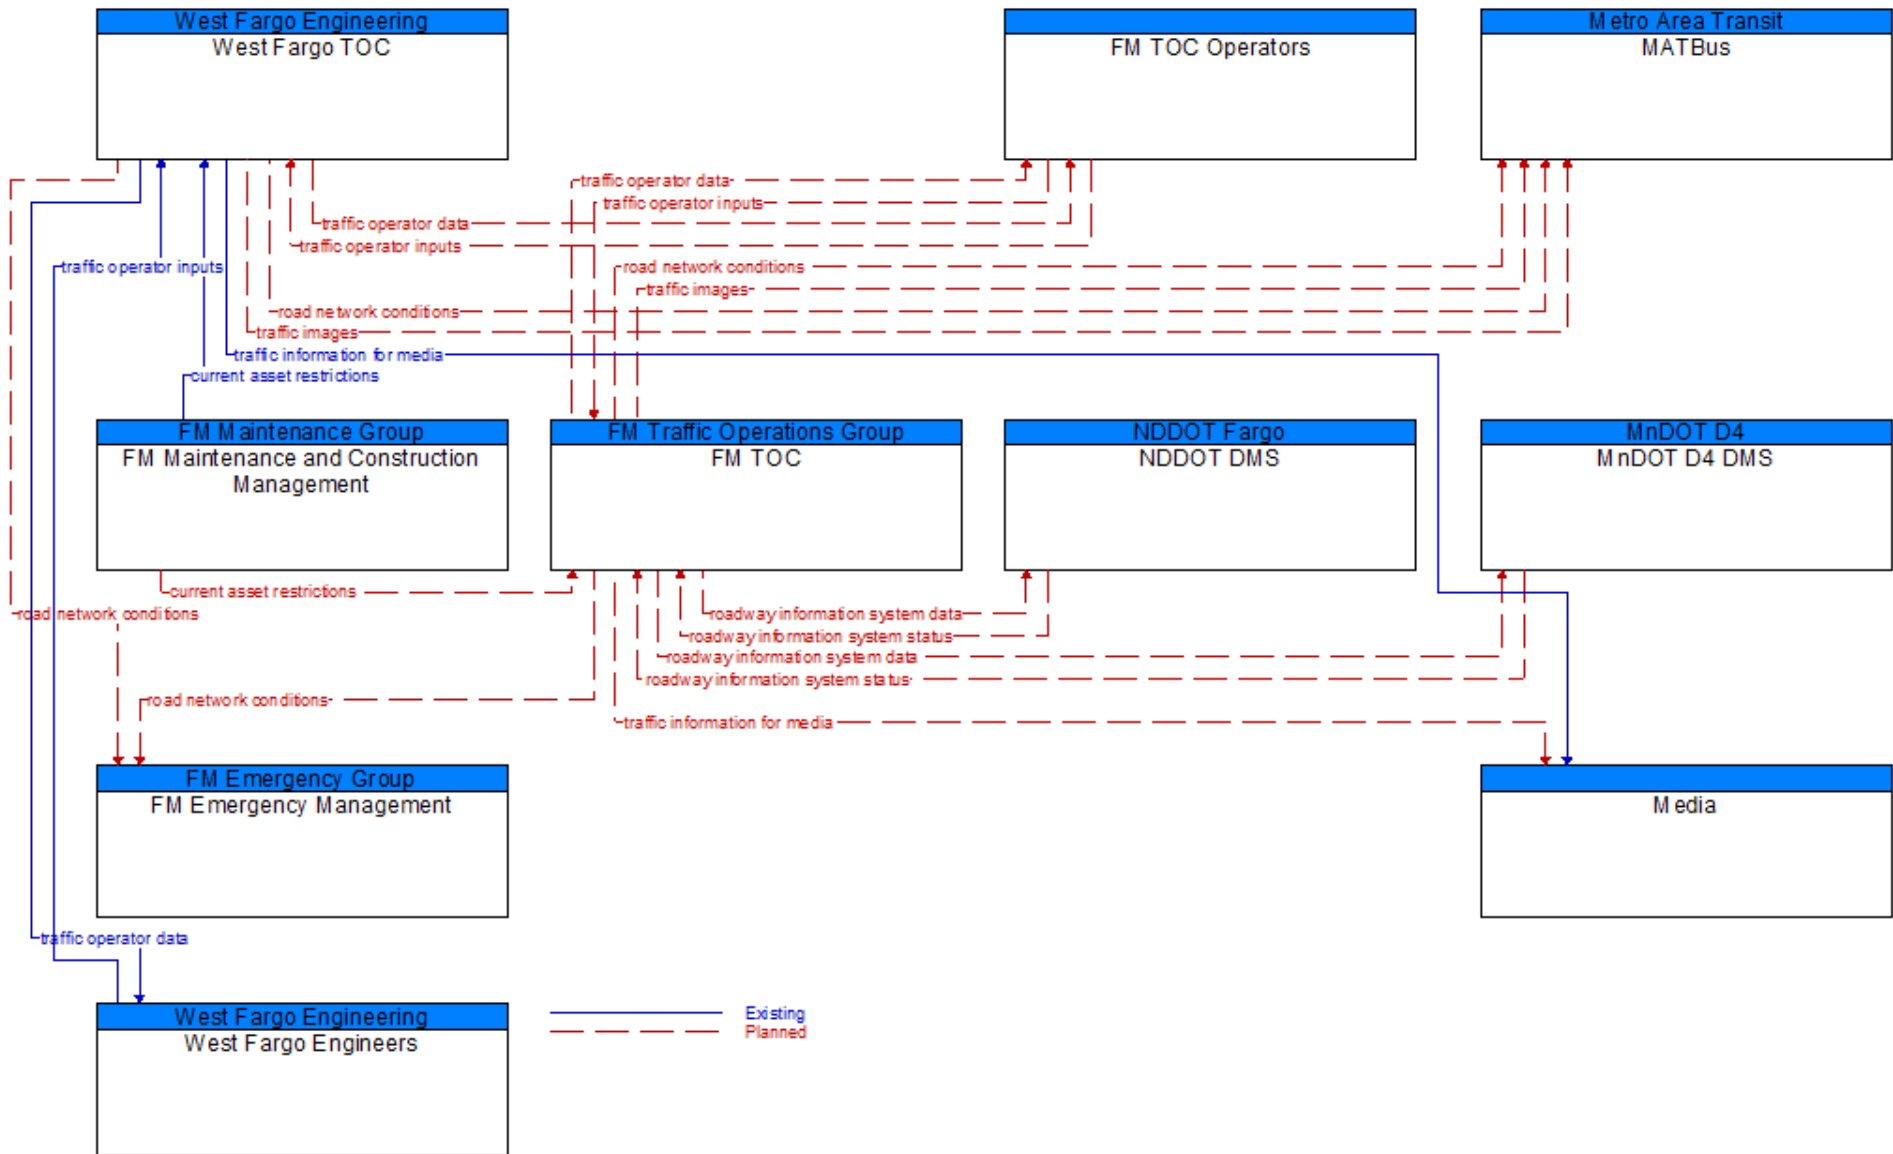 West Fargo Engineering
West Fargo TOC
FM TOC Operators
Metro Area Transit
MATBus
traffic operator data
traffic operator inputs
traffic operator data
traffic operator inputs
traffic operator inputs
road network conditions
traffic images
road network conditions
traffic images
traffic information for media
current asset restrictions
FM Maintenance Group
FM Maintenance and Construction
Management
FM Traffic Operations Group
FM TOC
NDDOT Fargo
NDDOT DMS
MnDOT D4
MnDOT D4 DMS
current asset restrictions
road network conditions
roadway information system data
roadway information system status
roadway information system data
roadway information system status
road network conditions
traffic information for media
FM Emergency Group
FM Emergency Management
Media
traffic operator data
West Fargo Engineering
West Fargo Engineers
Existing
Planned